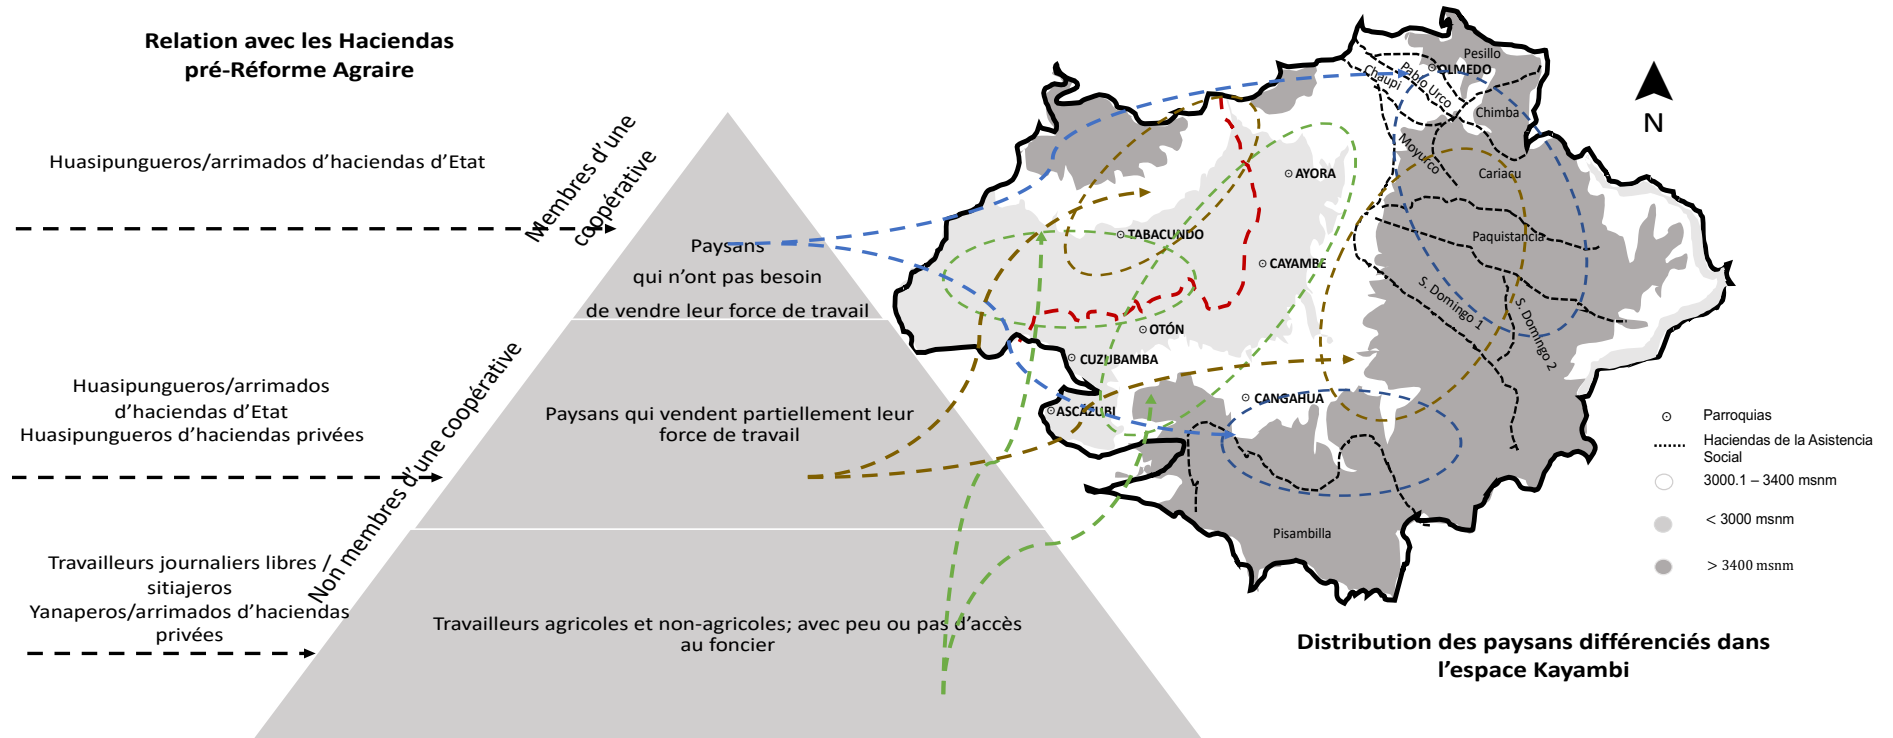 Relation avec les Haciendas
pré-Réforme Agraire
Huasipungueros/arrimados d’haciendas d’Etat
Huasipungueros/arrimados
d’haciendas d’Etat
Huasipungueros d’haciendas privées
Travailleurs journaliers libres /
sitiajeros
Yanaperos/arrimados d’haciendas
privées
Membres d’une
coopérative
Non membres d’une coopérative
Paysans
qui n’ont pas besoin
de vendre leur force de travail
Paysans qui vendent partiellement leur
force de travail
Travailleurs agricoles et non-agricoles; avec peu ou pas d’accès
au foncier
Pesillo
OLMEDO
Chaupi
Pablo Urco
Chimba
Moyurco
Cariacu
AYORA
TABACUNDO
Paquistancia
CAYAMBE
S. Domingo 1
S. Domingo 2
OTÓN
CUZUBAMBA
CANGAHUA
ASCAZUBI
Pisambilla
N
Parroquias
Haciendas de la Asistencia
Social
3000.1 – 3400 msnm
< 3000 msnm
> 3400 msnm
Distribution des paysans différenciés dans
l’espace Kayambi